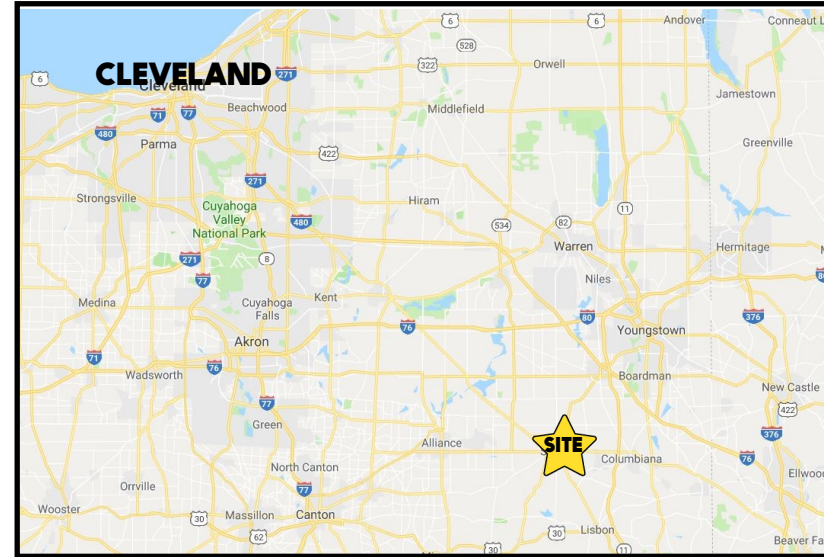 6
6
Andover
Conneaut L
528
322
Orwell
CLEVELAND
271
6
Cleveland
Jamestown
Beachwood
Middlefield
71
77
480
Parma
422
Greenville
271
Strongsville
Cuyahoga
Valley
National Park
Hiram
11
480
534
82
Warren
Hermitage
271
8
77
Niles
80
Medina
Cuyahoga
Falls
Kent
376
80
76
Youngstown
Akron
71
76
Wadsworth
Boardman
New Castle
77
422
Green
376
Alliance
SITE
Columbiana
76
North Canton
Ellwood
77
Orrville
Wooster
30
Massillon
Canton
62
30
Lisbon
30
11
Beaver Fa